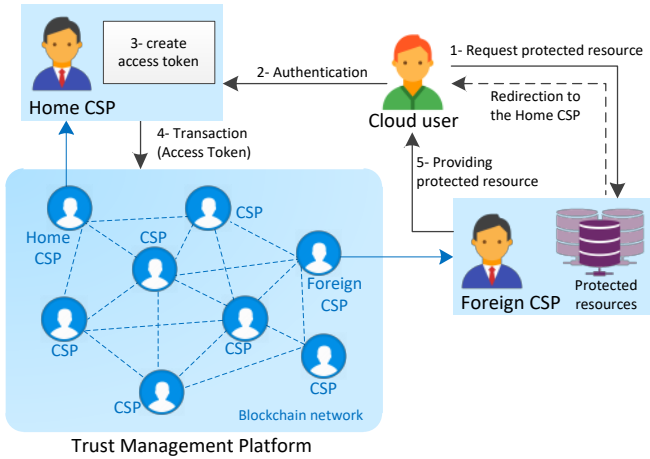 3- create
access token
Home CSP
2- Authentication
Cloud user
1- Request protected resource
Redirection to
the Home CSP
4- Transaction
(Access Token)
5- Providing
protected resource
Foreign CSP
Protected
resources
Home
CSP
CSP
CSP
Foreign
CSP
CSP
CSP
CSP
CSP
Blockchain network
Trust Management Platform